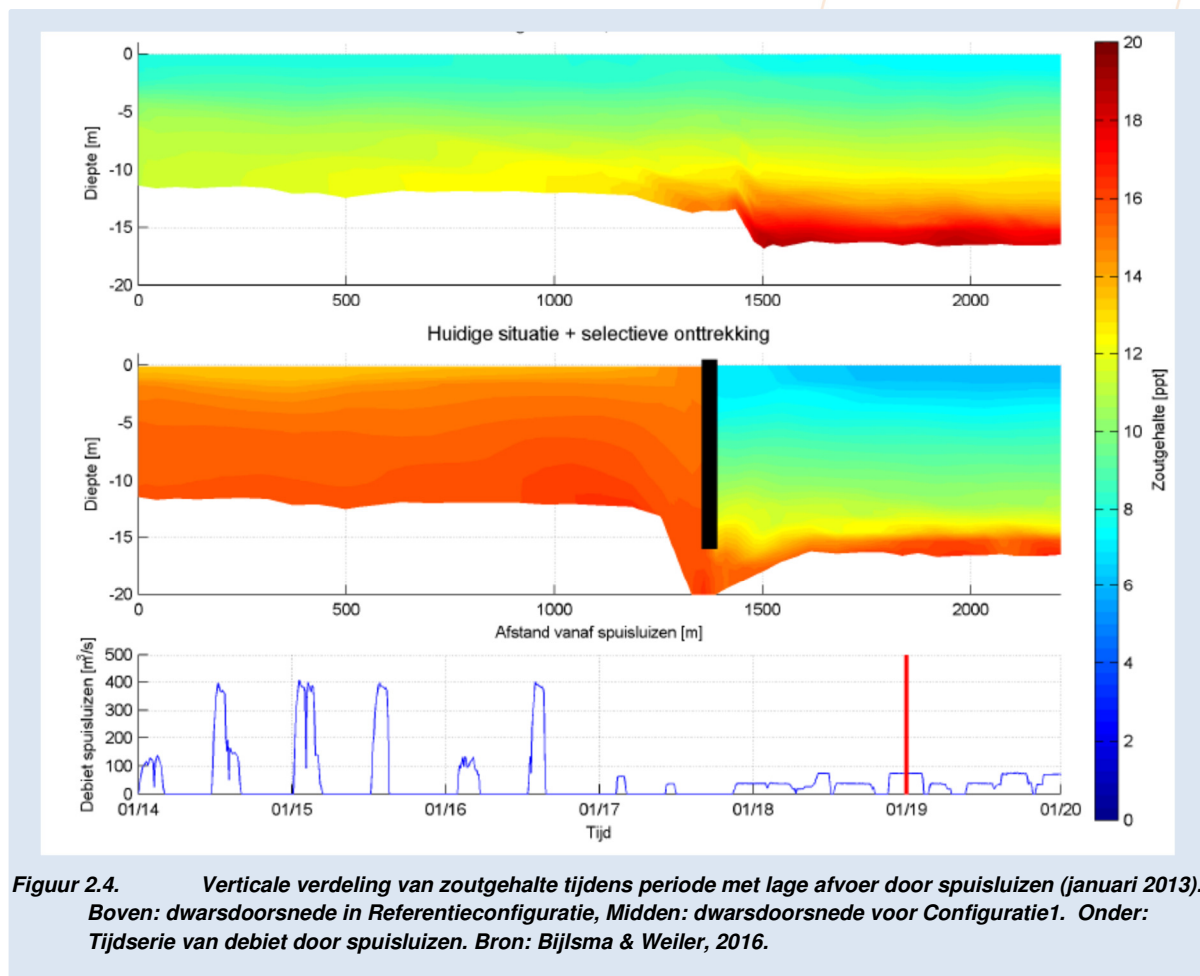 0
-5
-10
-15
-20
Diepte [m]
0 500 1000 1500 2000
Huidige situatie + selectieve onttrekking
0
-5
-10
-15
-20
Diepte [m]
0 500 1000 1500 2000
Afstand vanaf spuisluizen [m]
500
400
300
200
100
0
Debiet spuisluizen [m³/s]
01/14 01/15 01/16 01/17 01/18 01/19 01/20
Tijd
20
18
16
14
12
10
8
6
4
2
0
Zoutgehalte [ppt]
Figuur 2.4. Verticale verdeling van zoutgehalte tijdens periode met lage afvoer door spuisluizen (januari 2013).
Boven: dwarsdoorsnede in Referentieconfiguratie, Midden: dwarsdoorsnede voor Configuratie1. Onder:
Tijdserie van debiet door spuisluizen. Bron: Bijlsma & Weiler, 2016.